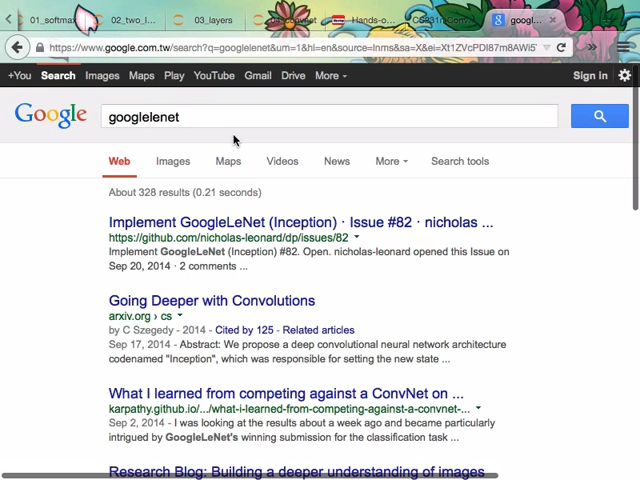 01_softmax 02_two_l... 03_layers convnet Hands-o... goog...
https://www.google.com.tw/search?q=googlelenet&um=1&hl=en&source=lnms&sa=X&ei=Xt1ZVcPDI87m8AWi5
+You Search Images Maps Play YouTube Gmail Drive More Sign in
Google googlelenet
Web Images Maps Videos News More Search tools
About 328 results (0.21 seconds)
Implement GoogleLeNet (Inception) · Issue #82 · nicholas ...
https://github.com/nicholas-leonard/dp/issues/82
Implement GoogleLeNet (Inception) #82. Open. nicholas-leonard opened this Issue on
Sep 20, 2014 · 2 comments ...
Going Deeper with Convolutions
arxiv.org › cs
by C Szegedy - 2014 - Cited by 125 - Related articles
Sep 17, 2014 - Abstract: We propose a deep convolutional neural network architecture
codenamed "Inception", which was responsible for setting the new state ...
What I learned from competing against a ConvNet on ...
karpathy.github.io/.../what-i-learned-from-competing-against-a-convnet-...
Sep 2, 2014 - I was looking at the results about a week ago and became particularly
intrigued by GoogLeNet's winning submission for the classification task ...
Research Blog: Building a deeper understanding of images